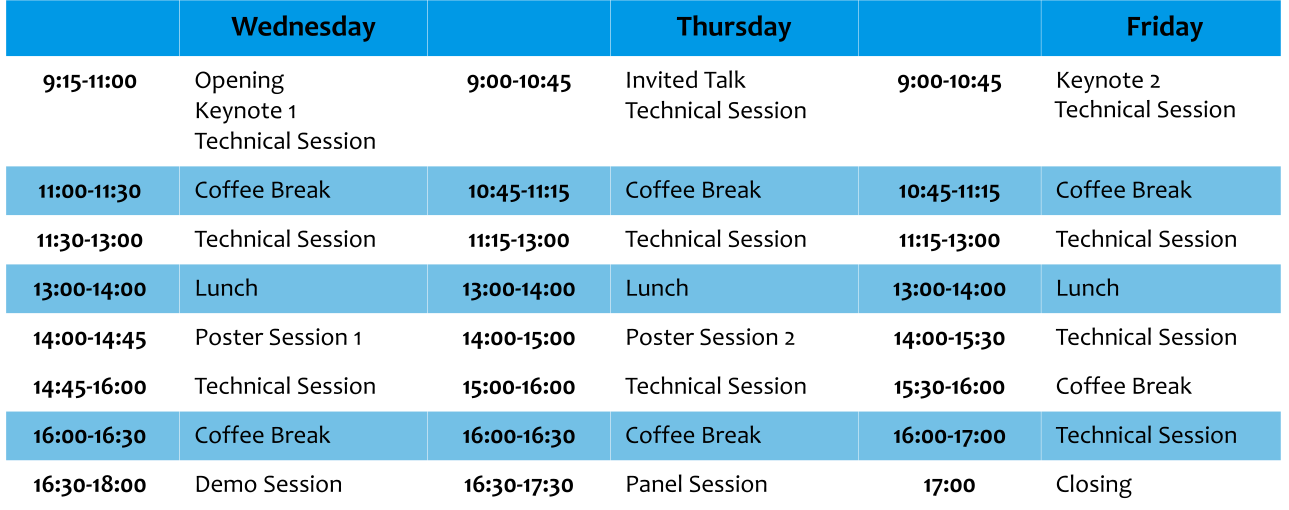 Wednesday Thursday Friday
9:15-11:00 Opening 9:00-10:45 Invited Talk 9:00-10:45 Keynote 2
Keynote 1 Technical Session Technical Session
Technical Session
11:00-11:30 Coffee Break 10:45-11:15 Coffee Break 10:45-11:15 Coffee Break
11:30-13:00 Technical Session 11:15-13:00 Technical Session 11:15-13:00 Technical Session
13:00-14:00 Lunch 13:00-14:00 Lunch 13:00-14:00 Lunch
14:00-14:45 Poster Session 1 14:00-15:00 Poster Session 2 14:00-15:30 Technical Session
14:45-16:00 Technical Session 15:00-16:00 Technical Session 15:30-16:00 Coffee Break
16:00-16:30 Coffee Break 16:00-16:30 Coffee Break 16:00-17:00 Technical Session
16:30-18:00 Demo Session 16:30-17:30 Panel Session 17:00 Closing